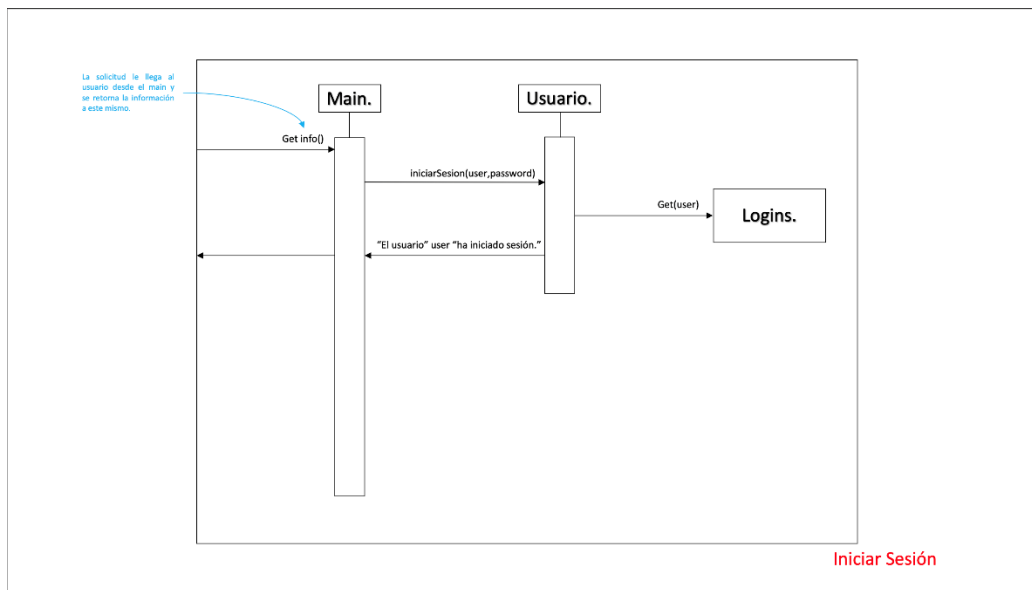 La solicitud le llega al
usuario desde el main y
se retorna la información
a este mismo.
Main.
Usuario.
Get info()
iniciarSesion(user,password)
Get(user)
Logins.
"El usuario" user "ha iniciado sesión."
Iniciar Sesión